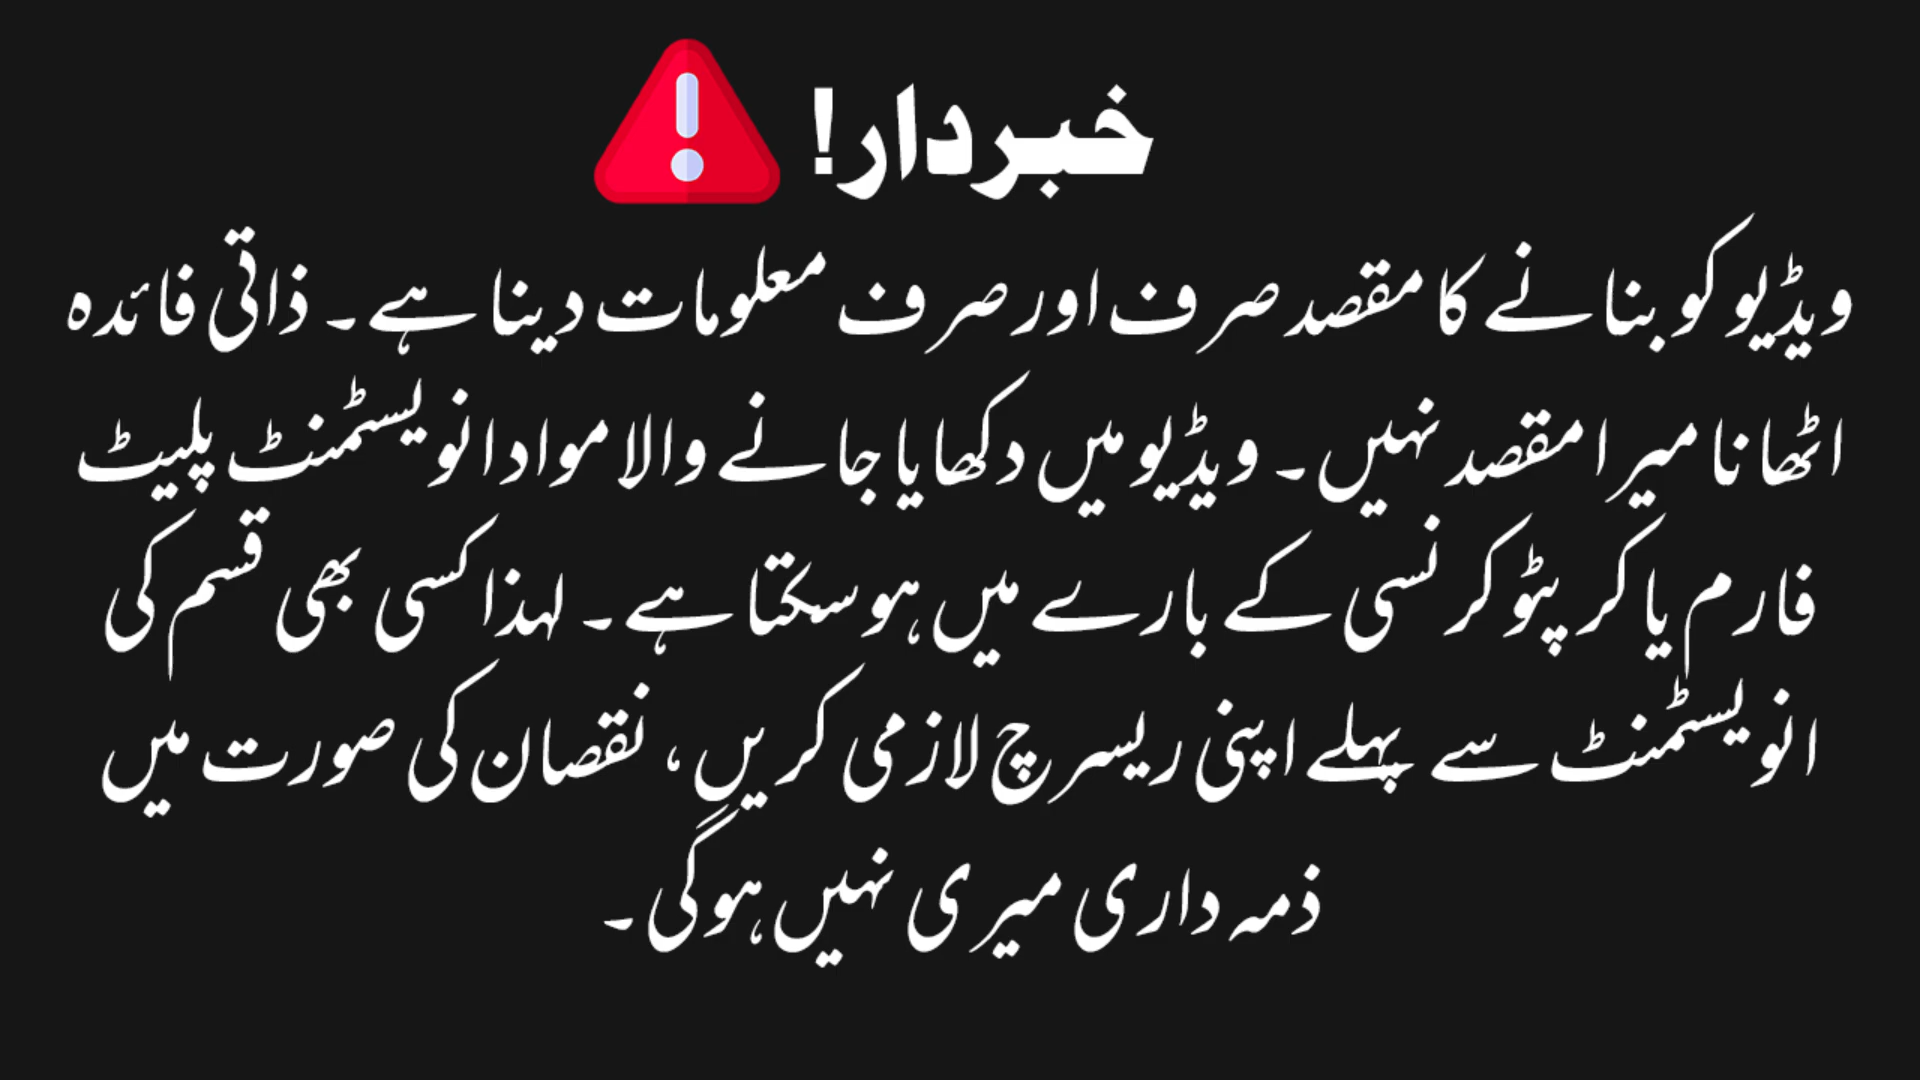 خبردار!
ویڈیو کو بنانے کا مقصد صرف اور صرف معلومات دینا ہے۔ ذاتی فائدہ
اٹھانا میرا مقصد نہیں۔ ویڈیو میں دکھایا جانے والا مواد انویسٹمنٹ پلیٹ
فارم یا کرپٹو کرنسی کے بارے میں ہو سکتا ہے۔ لہذا کسی بھی قسم کی
انویسٹمنٹ سے پہلے اپنی ریسرچ لازمی کریں، نقصان کی صورت میں
ذمہ داری میری نہیں ہوگی۔